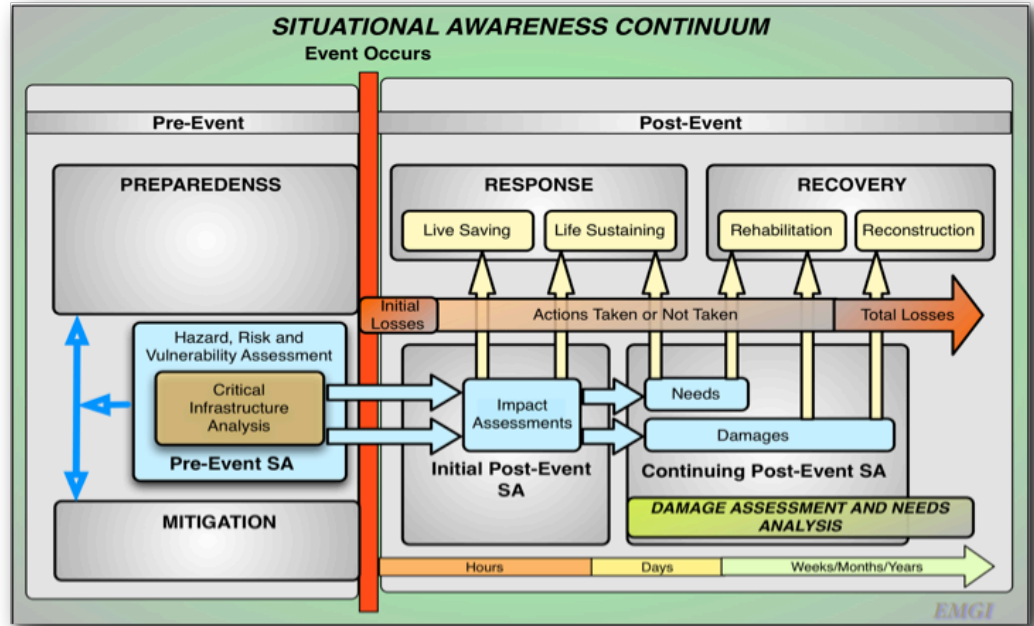 SITUATIONAL AWARENESS CONTINUUM
Event Occurs
Pre-Event
Post-Event
PREPAREDENSS
RESPONSE
RECOVERY
Live Saving
Life Sustaining
Rehabilitation
Reconstruction
Initial
Losses
Actions Taken or Not Taken
Total Losses
Hazard, Risk and
Vulnerability Assessment
Critical
Infrastructure
Analysis
Pre-Event SA
Impact
Assessments
Needs
Damages
Initial Post-Event
SA
Continuing Post-Event SA
DAMAGE ASSESSMENT AND NEEDS
ANALYSIS
MITIGATION
Hours
Days
Weeks/Months/Years
EMGI